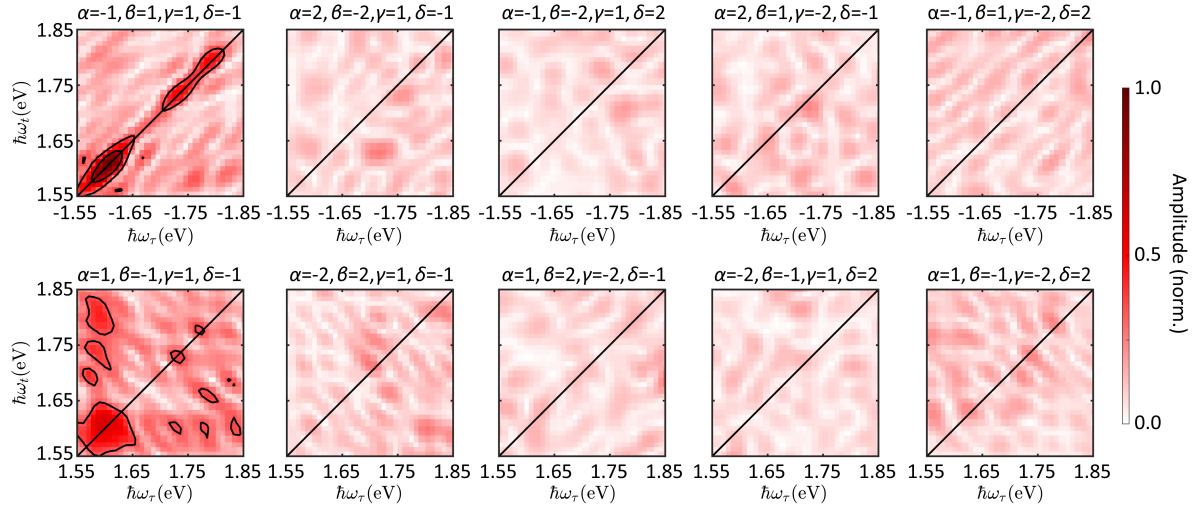 α=-1, β=1, γ=1, δ=-1
α=2, β=-2, γ=1, δ=-1
α=-1, β=-2, γ=1, δ=2
α=2, β=1, γ=-2, δ=-1
α=-1, β=1, γ=-2, δ=2
1.85
1.75
1.65
1.55
ℏω_t(eV)
-1.55 -1.65 -1.75 -1.85
-1.55 -1.65 -1.75 -1.85
-1.55 -1.65 -1.75 -1.85
-1.55 -1.65 -1.75 -1.85
-1.55 -1.65 -1.75 -1.85
ℏω_τ(eV)
ℏω_τ(eV)
ℏω_τ(eV)
ℏω_τ(eV)
ℏω_τ(eV)
α=1, β=-1, γ=1, δ=-1
α=-2, β=2, γ=1, δ=-1
α=1, β=2, γ=-2, δ=-1
α=-2, β=-1, γ=1, δ=2
α=1, β=-1, γ=-2, δ=2
1.85
1.75
1.65
1.55
ℏω_t(eV)
1.55 1.65 1.75 1.85
1.55 1.65 1.75 1.85
1.55 1.65 1.75 1.85
1.55 1.65 1.75 1.85
1.55 1.65 1.75 1.85
ℏω_τ(eV)
ℏω_τ(eV)
ℏω_τ(eV)
ℏω_τ(eV)
ℏω_τ(eV)
1.0
0.5
0.0
Amplitude (norm.)